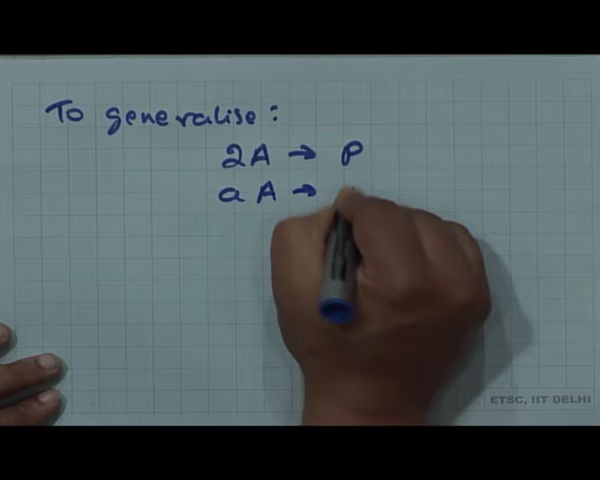 To generalise:
2A → P
a A →
ETSC, IIT DELHI